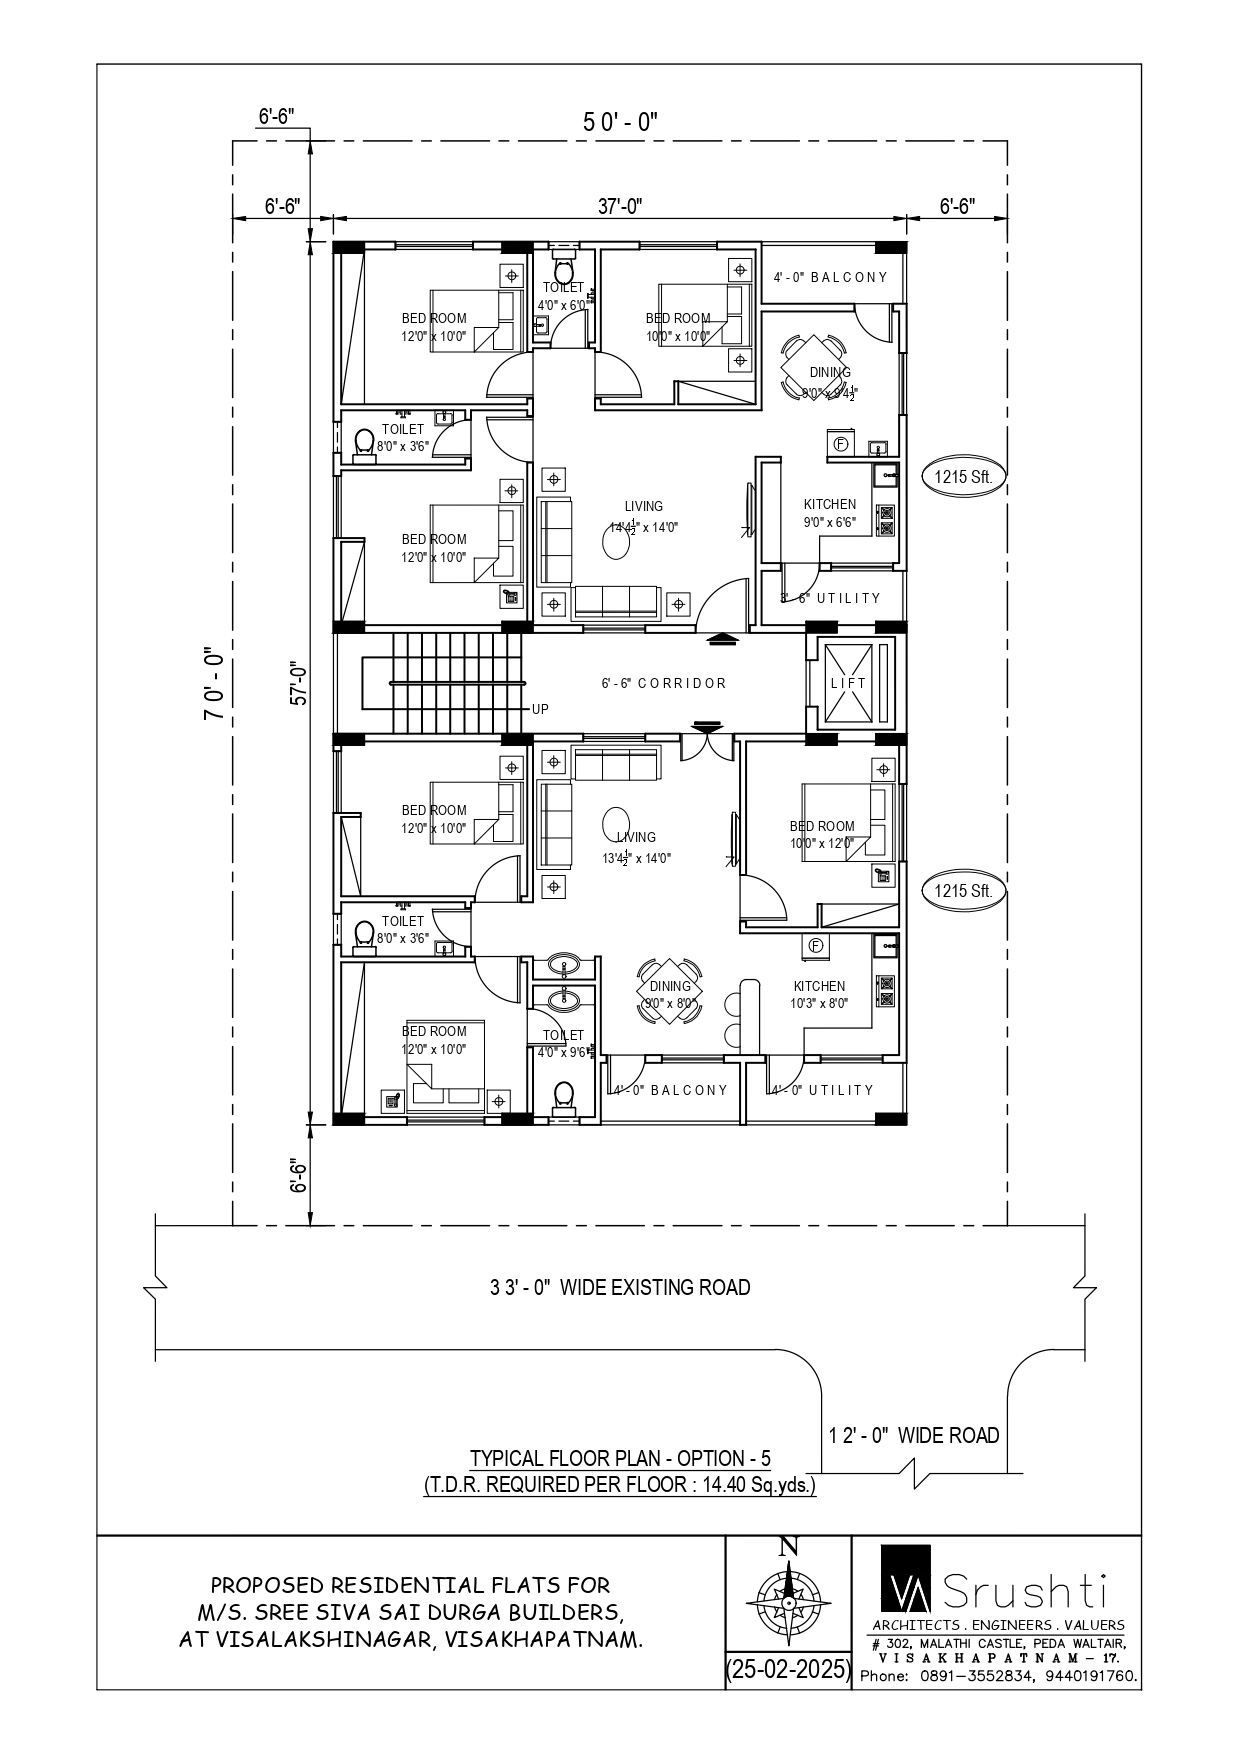 6'-6"
5 0' - 0"
6'-6"
37'-0"
6'-6"
4' - 0" BALCONY
TOILET
4'0" x 6'0"
BED ROOM
12'0" x 10'0"
BED ROOM
10'0" x 10'0"
DINING
9'0" x 9'4½"
TOILET
8'0" x 3'6"
F
1215 Sft.
LIVING
14'4½" x 14'0"
KITCHEN
9'0" x 6'6"
BED ROOM
12'0" x 10'0"
3' - 6" UTILITY
7 0' - 0"
57'-0"
6' - 6" CORRIDOR
LIFT
UP
BED ROOM
12'0" x 10'0"
LIVING
13'4½" x 14'0"
BED ROOM
10'0" x 12'0"
1215 Sft.
TOILET
8'0" x 3'6"
F
DINING
9'0" x 8'0"
KITCHEN
10'3" x 8'0"
BED ROOM
12'0" x 10'0"
TOILET
4'0" x 9'6"
4' - 0" BALCONY
4' - 0" UTILITY
6'-6"
3 3' - 0" WIDE EXISTING ROAD
1 2' - 0" WIDE ROAD
TYPICAL FLOOR PLAN - OPTION - 5
(T.D.R. REQUIRED PER FLOOR : 14.40 Sq.yds.)
PROPOSED RESIDENTIAL FLATS FOR
M/S. SREE SIVA SAI DURGA BUILDERS,
AT VISALAKSHINAGAR, VISAKHAPATNAM.
N
(25-02-2025)
VA Srushti
ARCHITECTS . ENGINEERS . VALUERS
# 302, MALATHI CASTLE, PEDA WALTAIR,
VISAKHAPATNAM – 17.
Phone: 0891–3552834, 9440191760.